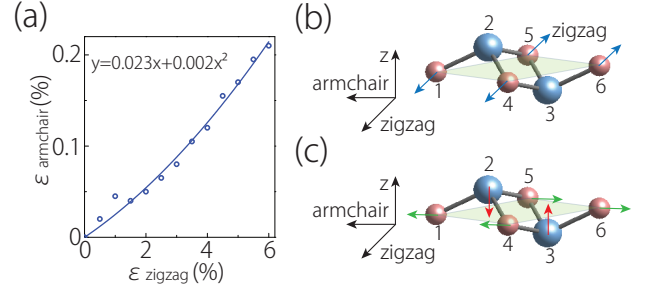 (a)
0.2
0.1
0
ε armchair (%)
y=0.023x+0.002x²
0 2 4 6
ε zigzag (%)
(b)
z
armchair
zigzag
zigzag
1
2
3
4
5
6
(c)
z
armchair
zigzag
1
2
3
4
5
6